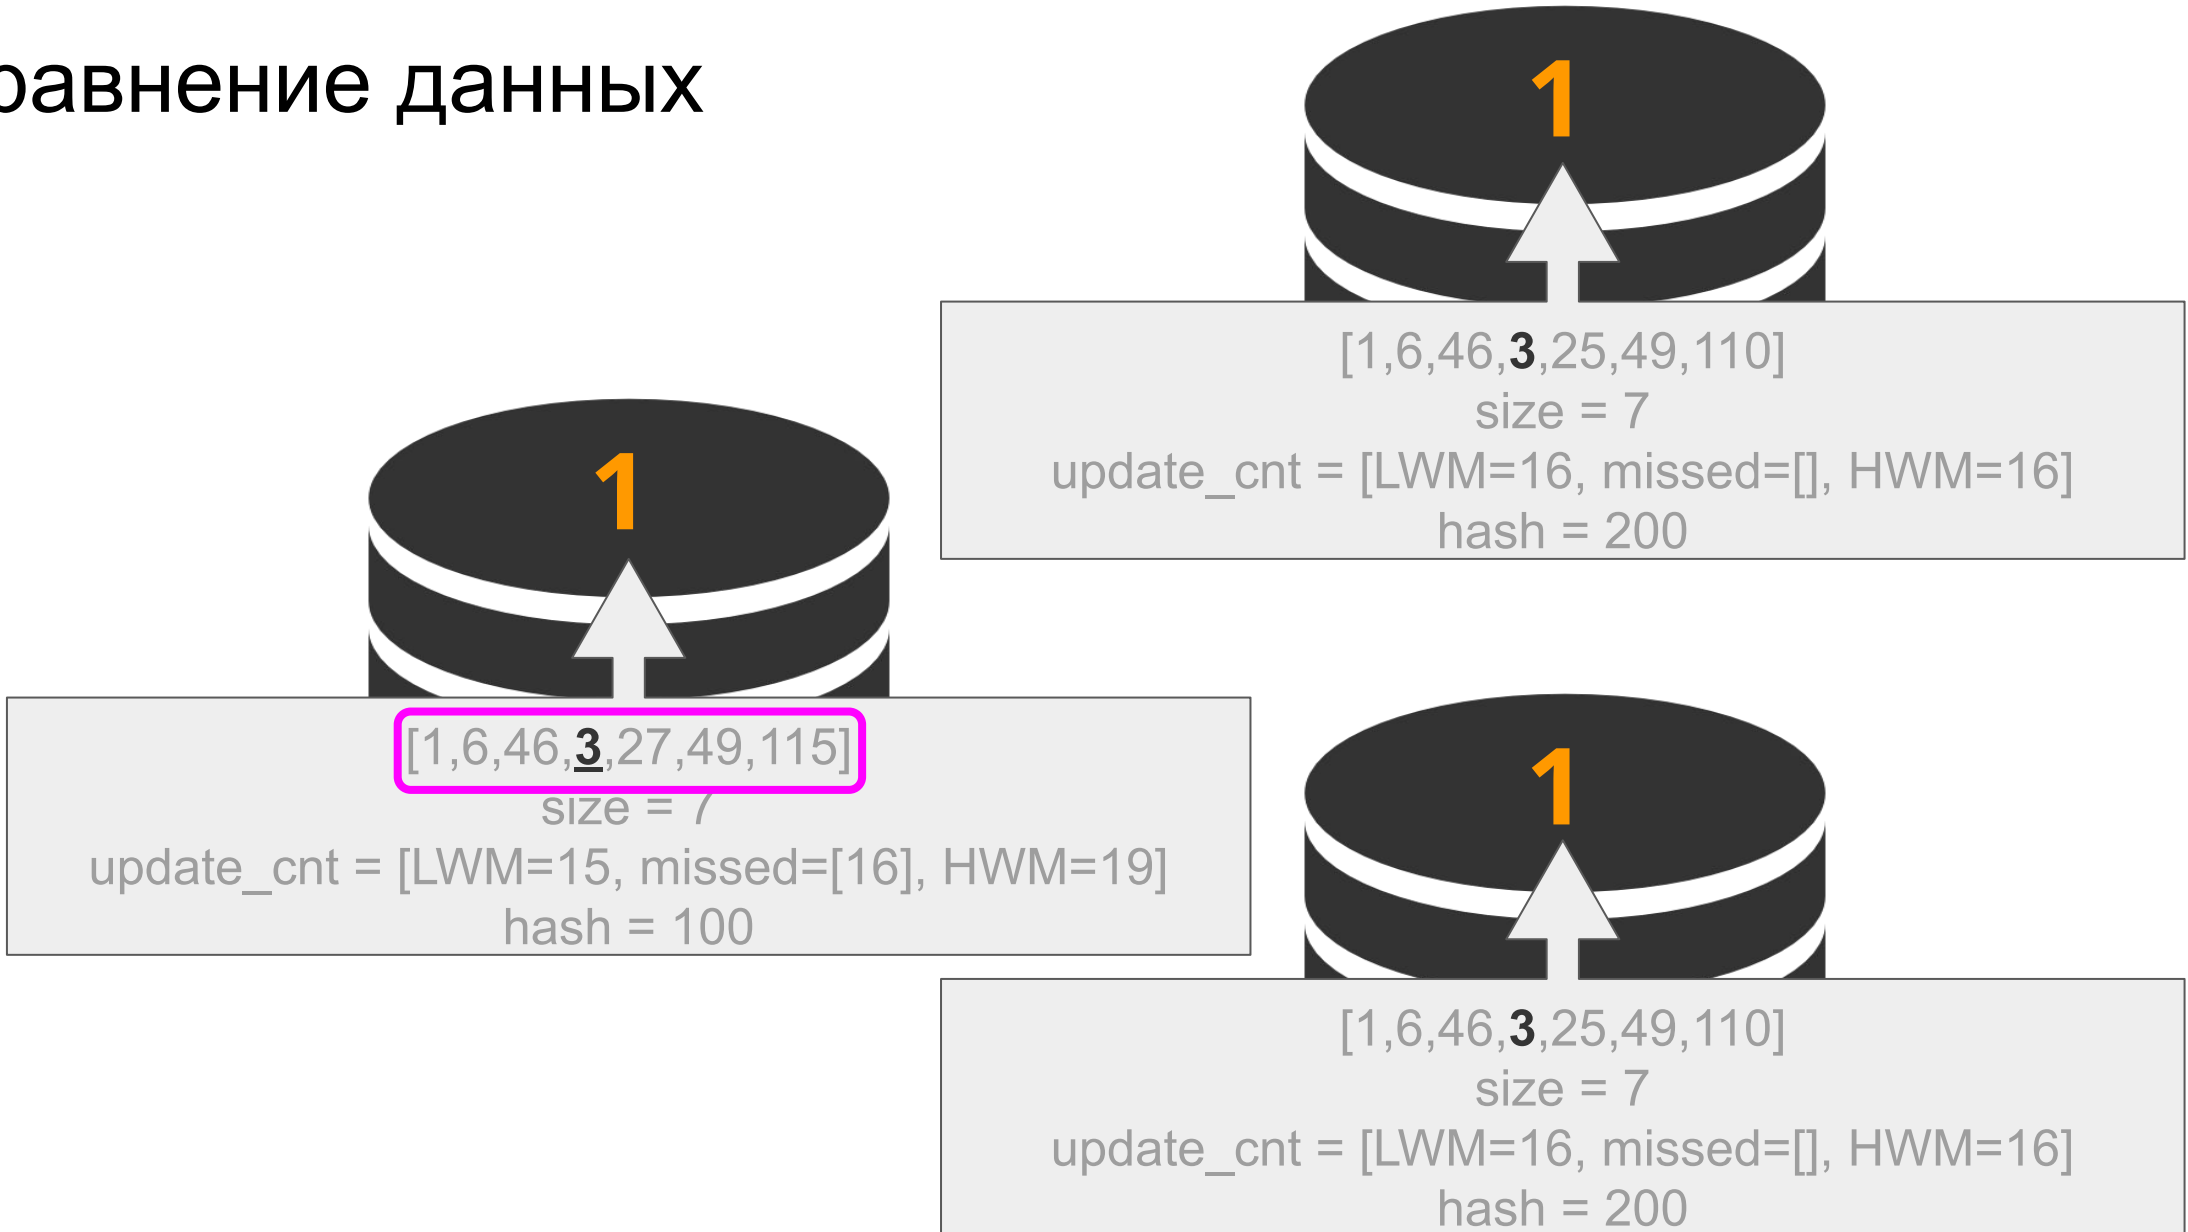 равнение данных
1
[1,6,46,3,25,49,110]
size = 7
update_cnt = [LWM=16, missed=[], HWM=16]
hash = 200
1
[1,6,46,3,27,49,115]
size = 7
update_cnt = [LWM=15, missed=[16], HWM=19]
hash = 100
1
[1,6,46,3,25,49,110]
size = 7
update_cnt = [LWM=16, missed=[], HWM=16]
hash = 200